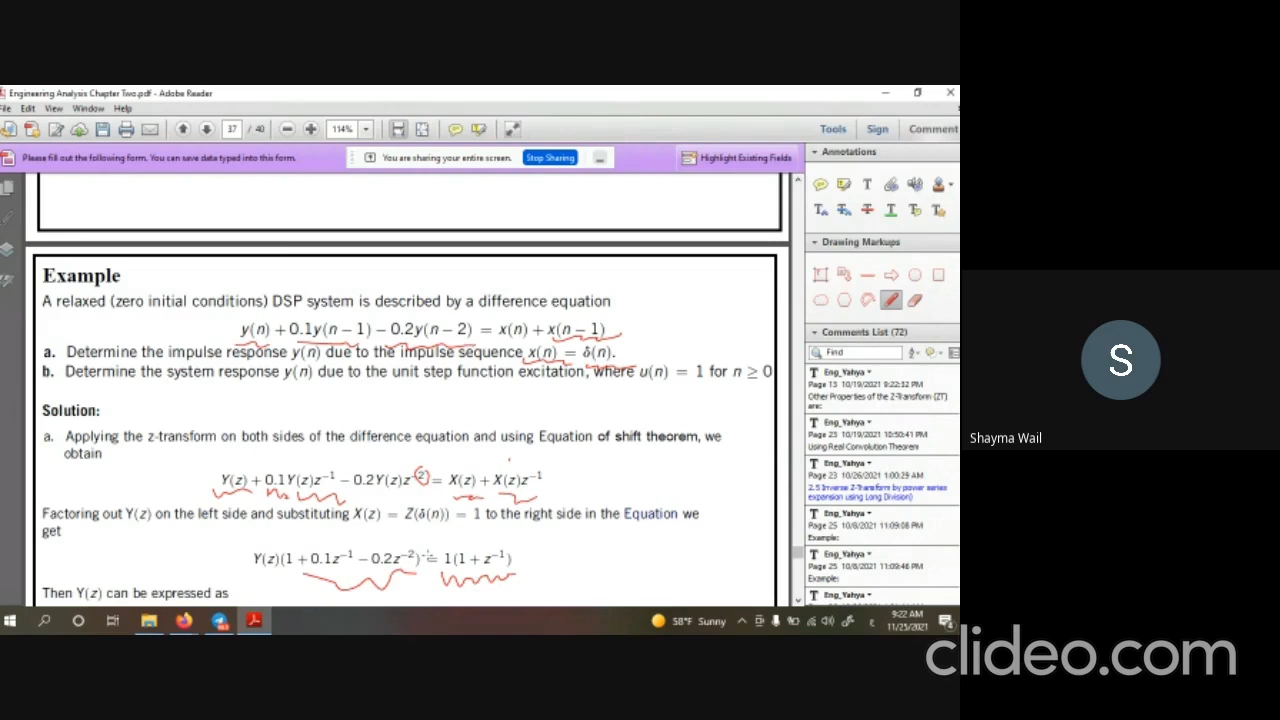 Engineering Analysis Chapter Two.pdf - Adobe Reader
File Edit View Window Help
37 / 40 114% Tools Sign Comment
Please fill out the following form. You can save data typed into this form.
You are sharing your entire screen. Stop Sharing
Highlight Existing Fields
Example
A relaxed (zero initial conditions) DSP system is described by a difference equation
y(n) + 0.1y(n − 1) − 0.2y(n − 2) = x(n) + x(n − 1)
a. Determine the impulse response y(n) due to the impulse sequence x(n) = δ(n).
b. Determine the system response y(n) due to the unit step function excitation, where u(n) = 1 for n ≥ 0
Solution:
a. Applying the z-transform on both sides of the difference equation and using Equation of shift theorem, we
obtain
Y(z) + 0.1Y(z)z⁻¹ − 0.2Y(z)z⁻² = X(z) + X(z)z⁻¹
Factoring out Y(z) on the left side and substituting X(z) = Z(δ(n)) = 1 to the right side in the Equation we
get
Y(z)(1 + 0.1z⁻¹ − 0.2z⁻²) = 1(1 + z⁻¹)
Then Y(z) can be expressed as
Annotations
Drawing Markups
Comments List (72)
Find
Eng_Yahya
Page 13 10/19/2021 9:22:32 PM
Other Properties of the Z-Transform (ZT)
are:
Eng_Yahya
Page 23 10/19/2021 10:50:41 PM
Using Real Convolution Theorem
Eng_Yahya
Page 23 10/26/2021 1:00:29 AM
2.5 Inverse Z-Transform by power series
expansion using Long Division)
Eng_Yahya
Page 25 10/8/2021 11:09:08 PM
Example:
Eng_Yahya
Page 25 10/8/2021 11:09:46 PM
Example:
Eng_Yahya
58°F Sunny
9:22 AM
11/25/2021
S
Shayma Wail
clideo.com